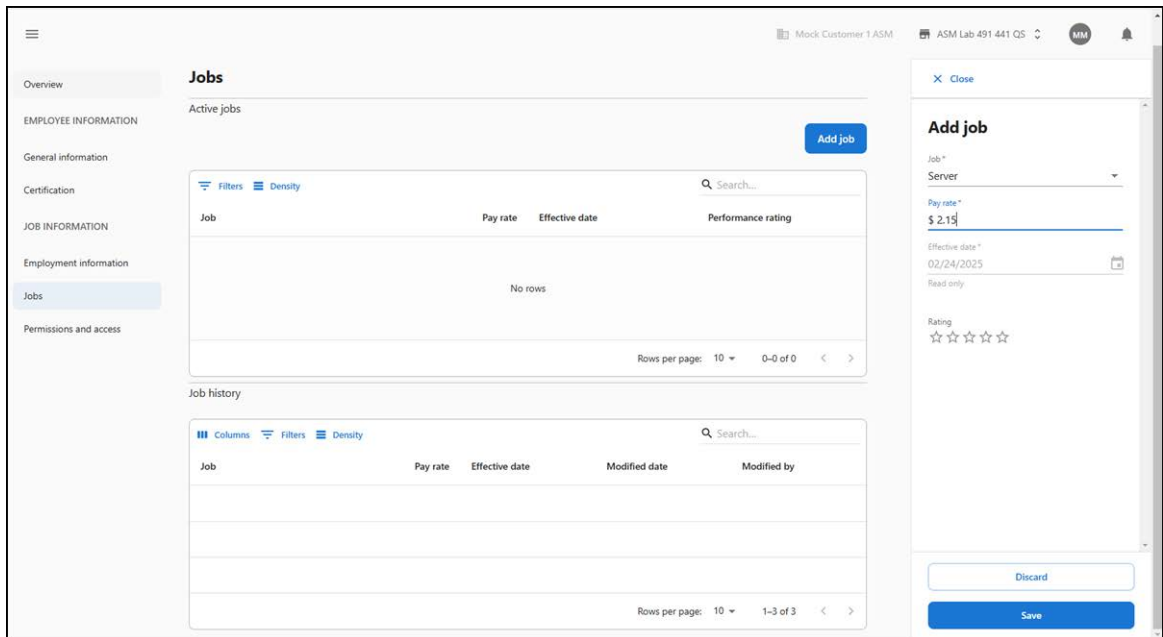 Mock Customer 1 ASM
ASM Lab 491 441 QS
MM
Overview
EMPLOYEE INFORMATION
General information
Certification
JOB INFORMATION
Employment information
Jobs
Permissions and access
Jobs
Active jobs
Add job
Filters
Density
Search...
Job
Pay rate
Effective date
Performance rating
No rows
Rows per page: 10
0–0 of 0
Job history
Columns
Filters
Density
Search...
Job
Pay rate
Effective date
Modified date
Modified by
Rows per page: 10
1–3 of 3
Close
Add job
Job *
Server
Pay rate *
$ 2.15
Effective date *
02/24/2025
Read only
Rating
Discard
Save